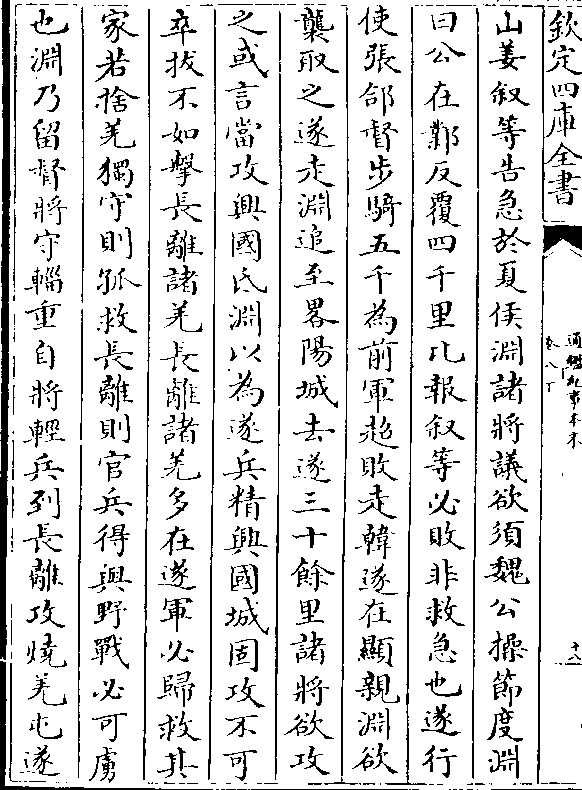 欽定四庫全書
通鑑紀事本末
卷八下
十八
山姜叙等告急於夏侯淵諸將議欲須魏公操節度淵
曰公在鄴反覆四千里比報叙等必敗非救急也遂行
使張郃督步騎五千為前軍超敗走韓遂在顯親淵欲
襲取之遂走淵追至畧陽城去遂三十餘里諸將欲攻
之或言當攻興國氐淵以為遂兵精興國城固攻不可
卒拔不如擊長離諸羌長離諸羌多在遂軍必歸救其
家若捨羌獨守則孤救長離則官兵得與野戰必可虜
也淵乃留督將守輜重自將輕兵到長離攻燒羌屯遂